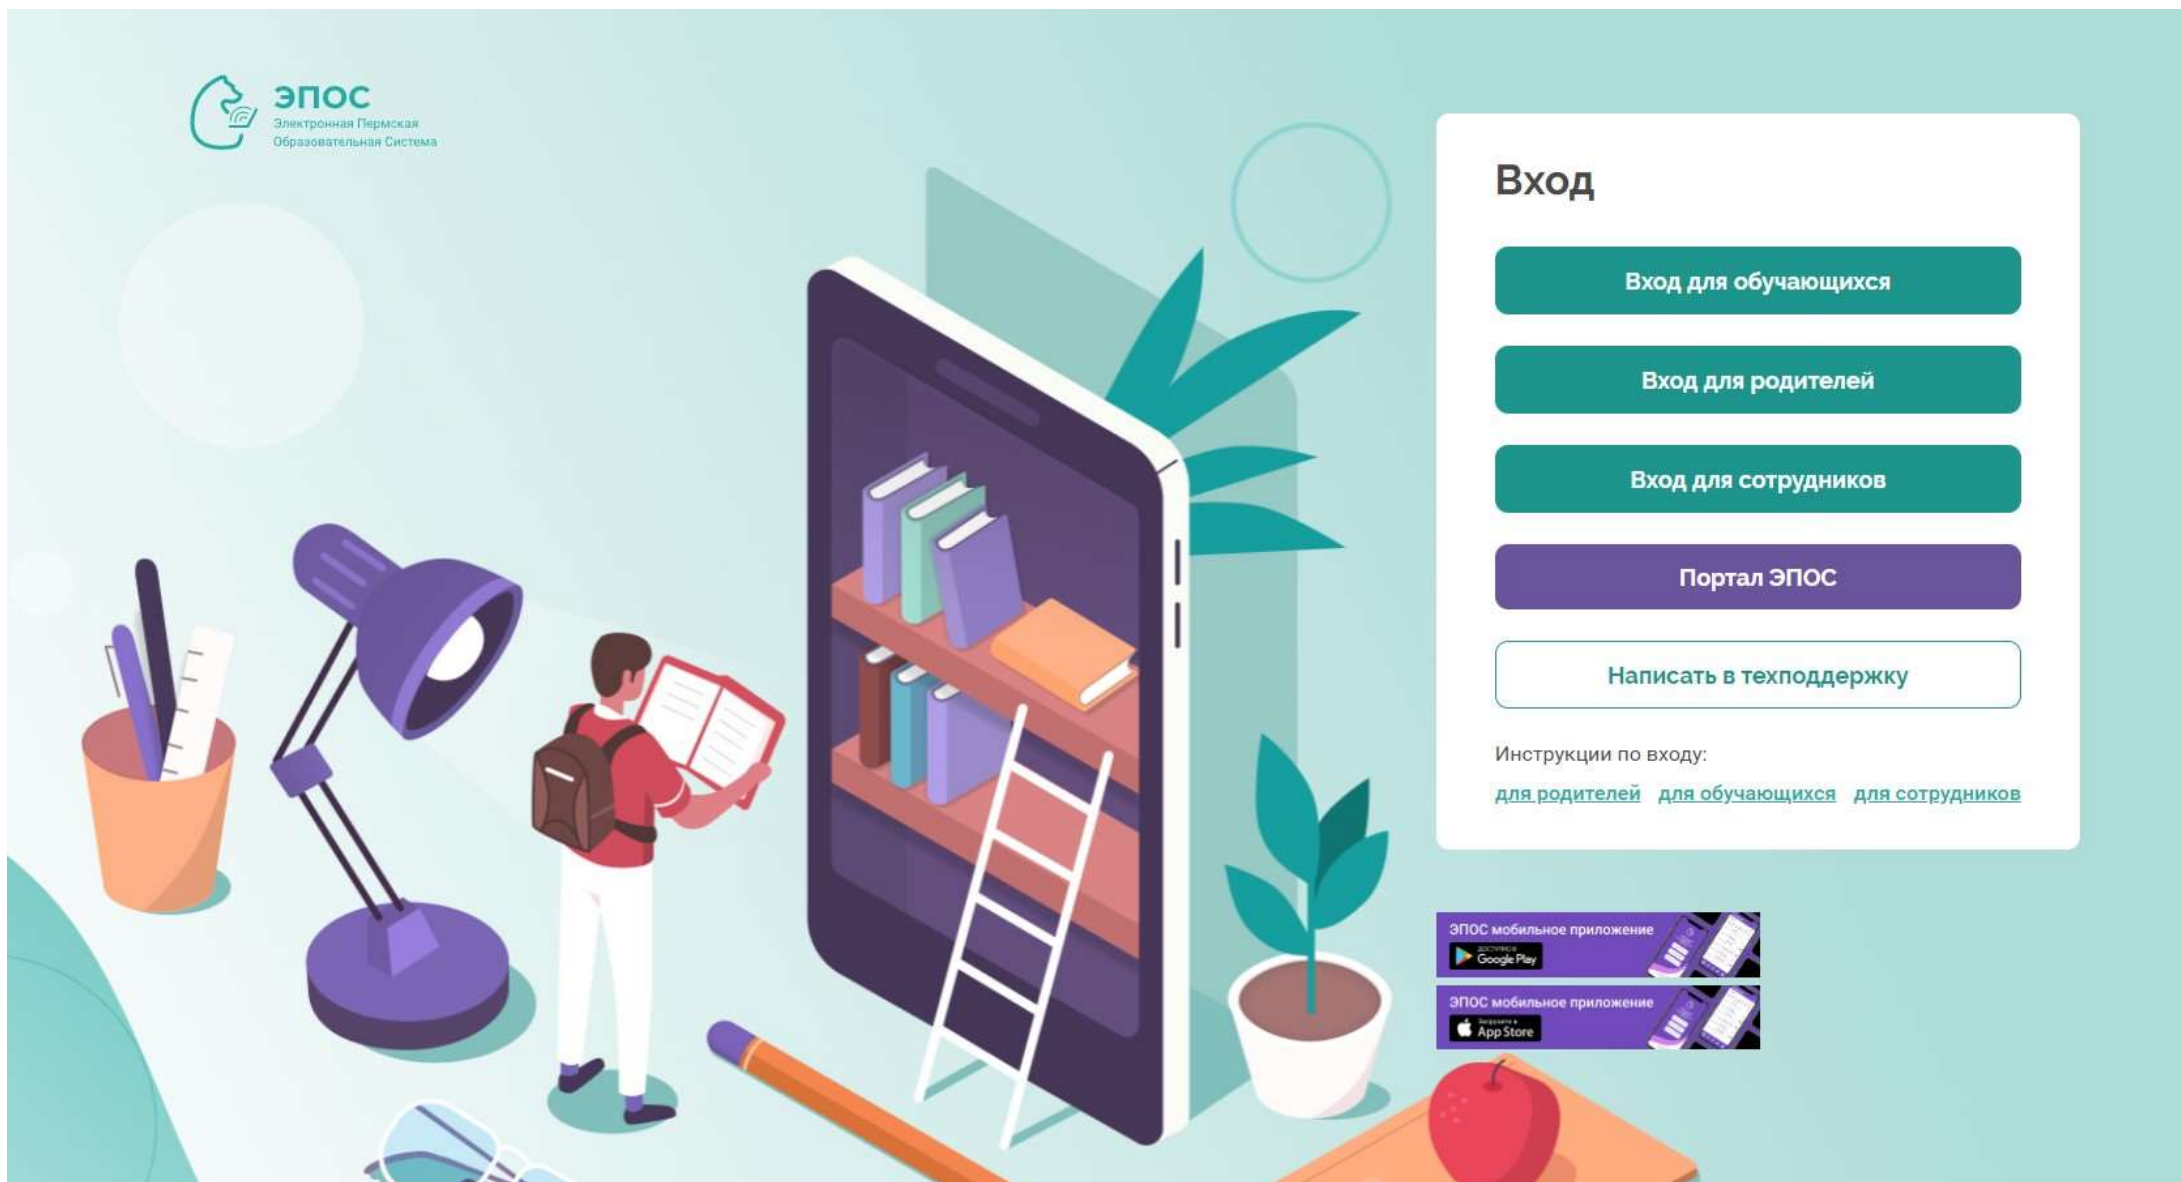 ЭПОС
Электронная Пермская
Образовательная Система
Вход
Вход для обучающихся
Вход для родителей
Вход для сотрудников
Портал ЭПОС
Написать в техподдержку
Инструкции по входу:
для родителей для обучающихся для сотрудников
ЭПОС мобильное приложение
ДОСТУПНО В
Google Play
ЭПОС мобильное приложение
Загрузите в
App Store